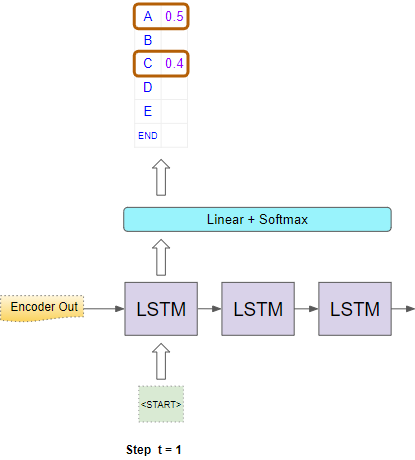 A 0.5
B
C 0.4
D
E
END
Linear + Softmax
Encoder Out
LSTM
LSTM
LSTM
<START>
Step t = 1